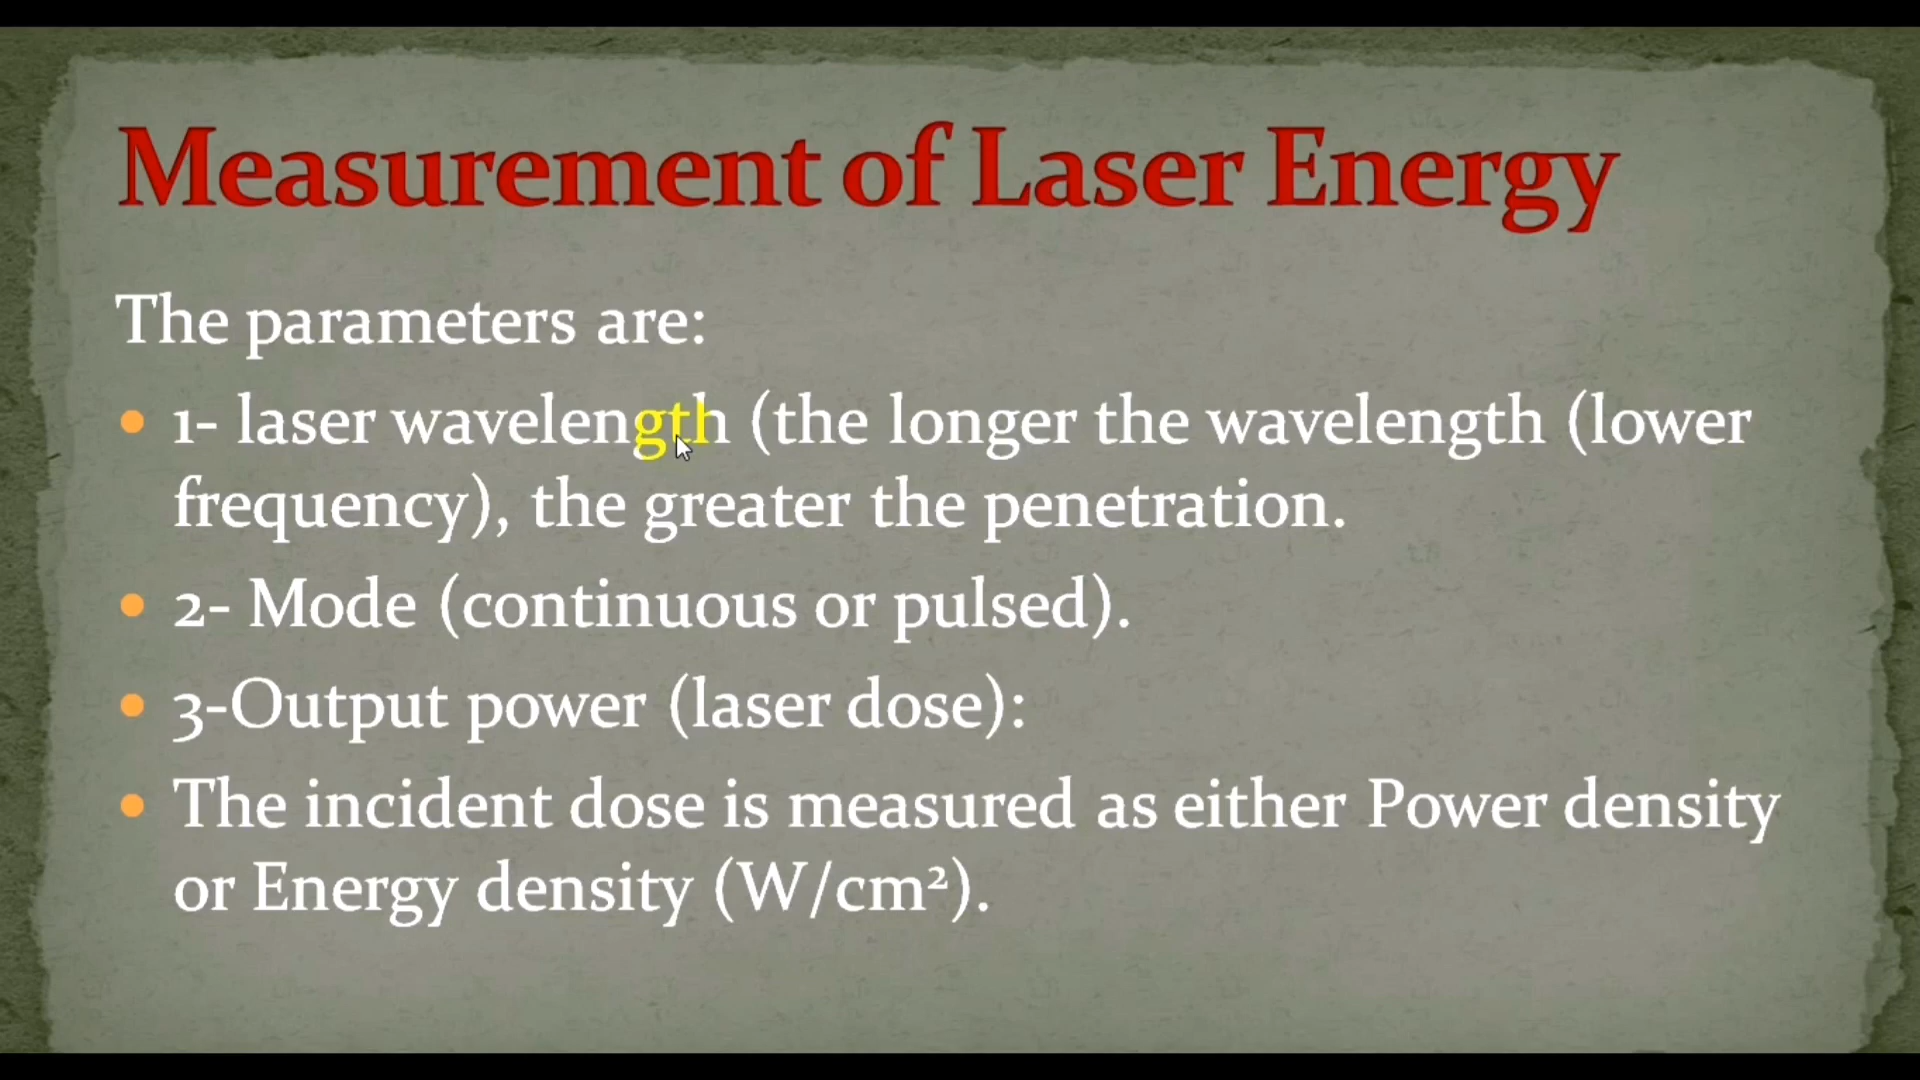 Measurement of Laser Energy
The parameters are:
1- laser wavelength (the longer the wavelength (lower
frequency), the greater the penetration.
2- Mode (continuous or pulsed).
3-Output power (laser dose):
The incident dose is measured as either Power density
or Energy density (W/cm²).